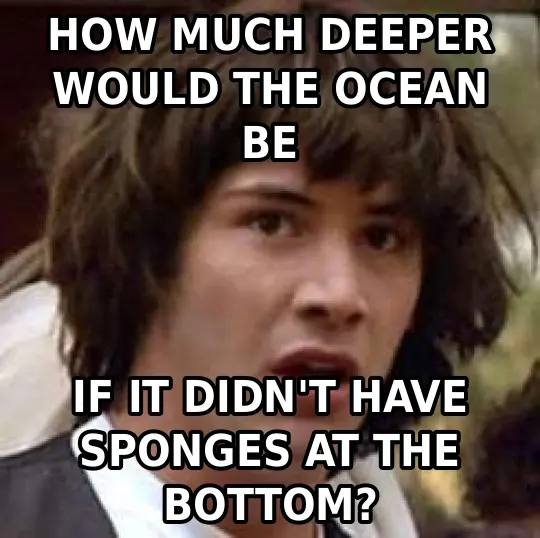 HOW MUCH DEEPER
WOULD THE OCEAN
BE
IF IT DIDN'T HAVE
SPONGES AT THE
BOTTOM?